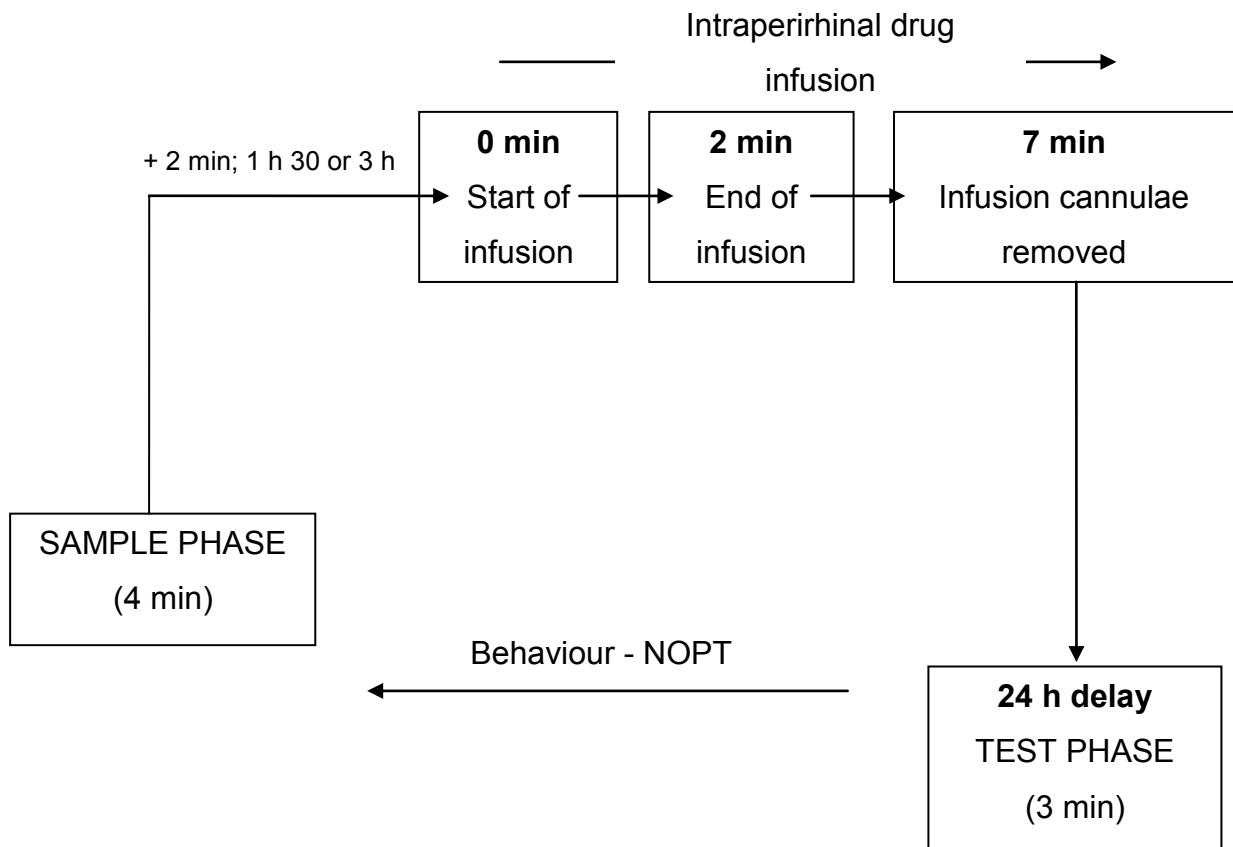 Intraperirhinal drug
infusion
+ 2 min; 1 h 30 or 3 h
0 min
Start of
infusion
2 min
End of
infusion
7 min
Infusion cannulae
removed
SAMPLE PHASE
(4 min)
Behaviour - NOPT
24 h delay
TEST PHASE
(3 min)